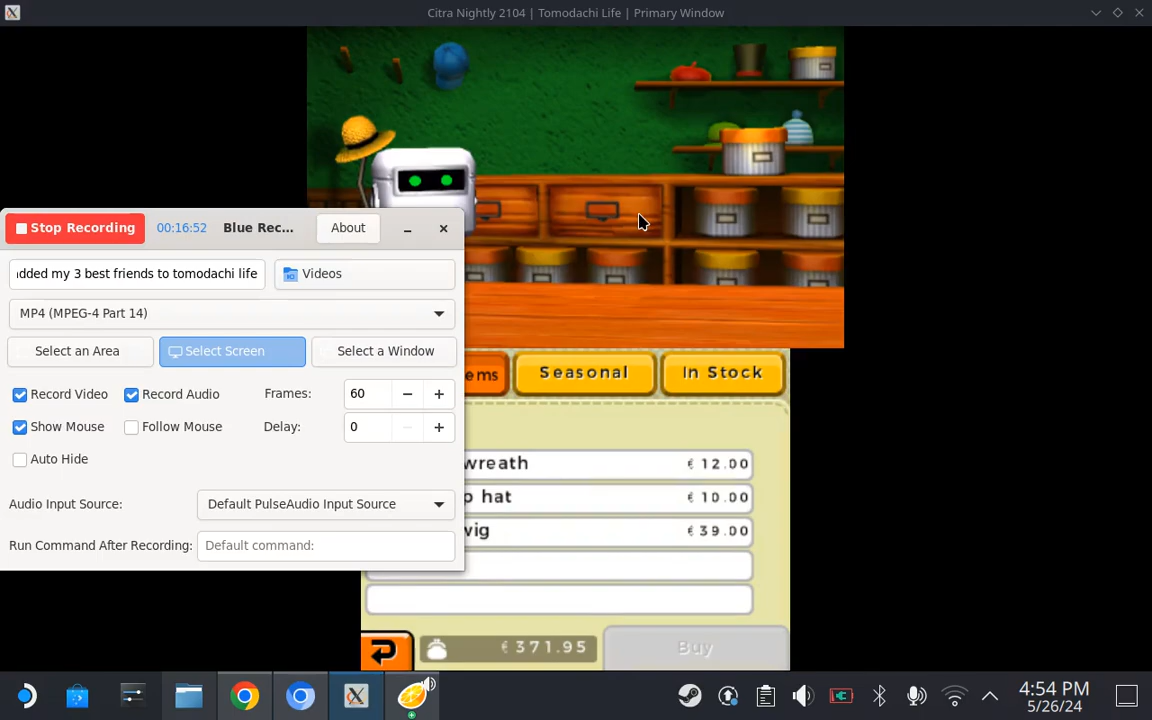 Citra Nightly 2104 | Tomodachi Life | Primary Window
Stop Recording
00:16:52
Blue Rec...
About
dded my 3 best friends to tomodachi life
Videos
MP4 (MPEG-4 Part 14)
Select an Area
Select Screen
Select a Window
Record Video
Record Audio
Frames:
60
Show Mouse
Follow Mouse
Delay:
0
Auto Hide
Audio Input Source:
Default PulseAudio Input Source
Run Command After Recording:
Default command:
ems
Seasonal
In Stock
wreath
€ 12.00
p hat
€ 10.00
wig
€ 39.00
€ 371.95
Buy
4:54 PM
5/26/24